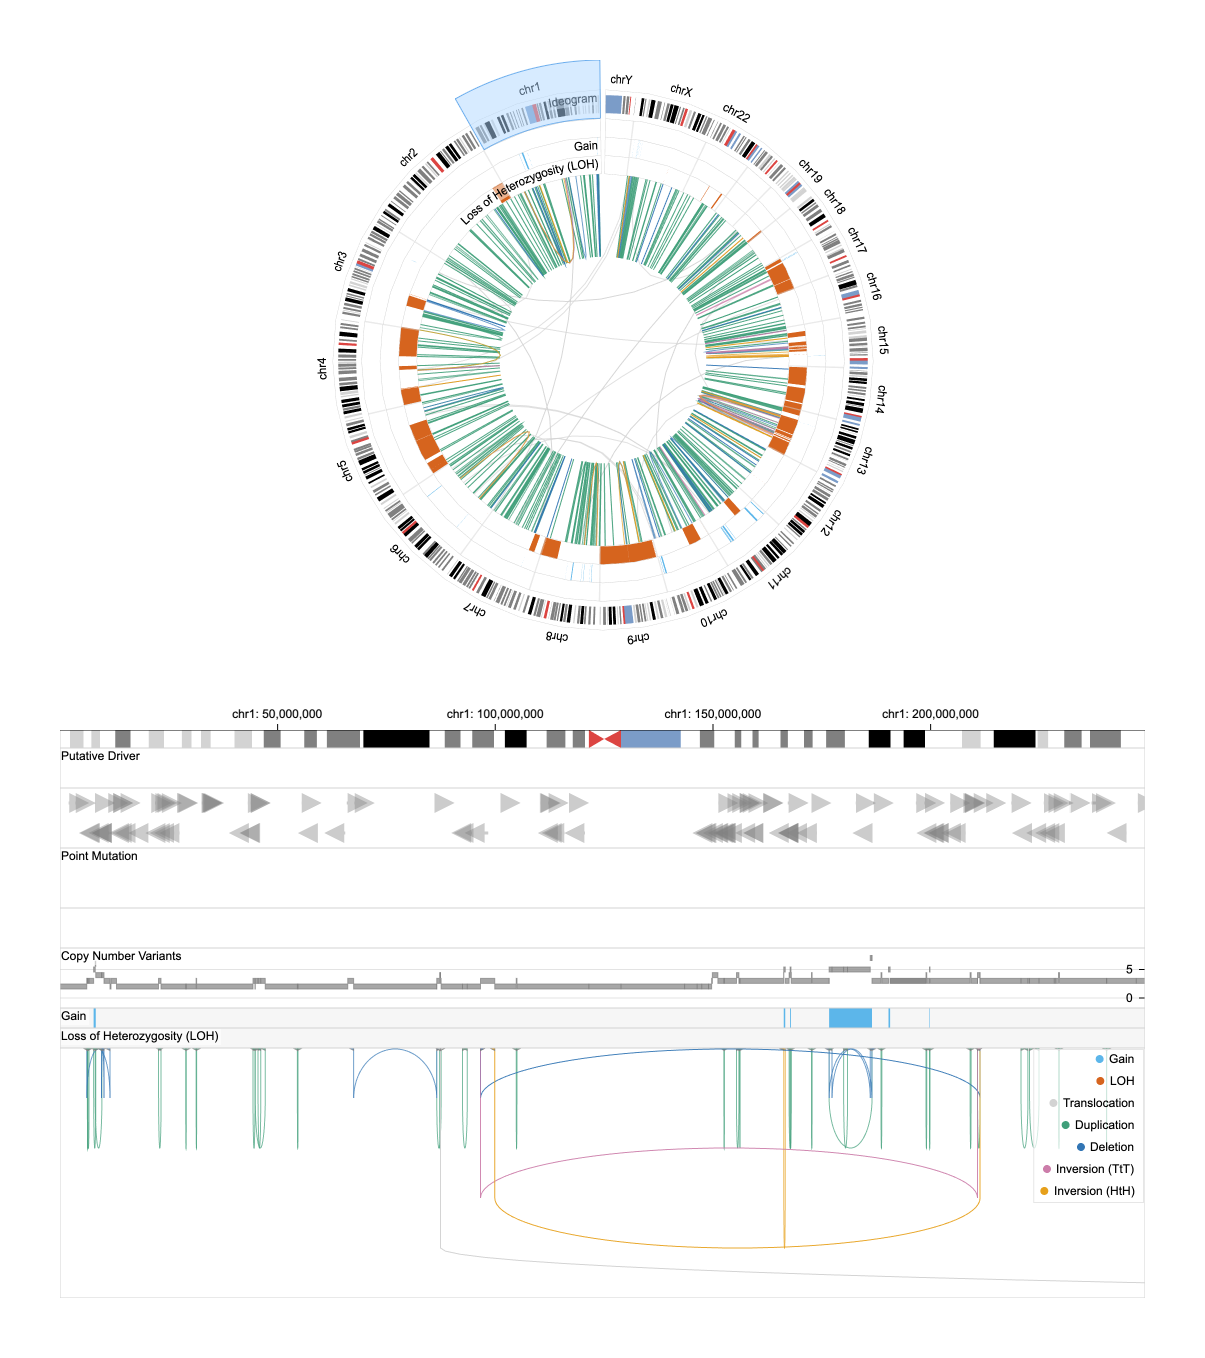 chrY
chrX
chr22
chr19
chr18
chr17
chr16
chr15
chr14
chr13
chr12
chr11
chr10
chr9
chr8
chr7
chr6
chr5
chr4
chr3
chr2
chr1
Ideogram
Gain
Loss of Heterozygosity (LOH)
chr1: 50,000,000 chr1: 100,000,000 chr1: 150,000,000 chr1: 200,000,000
Putative Driver
Point Mutation
Copy Number Variants
5
0
Gain
Loss of Heterozygosity (LOH)
Gain
LOH
Translocation
Duplication
Deletion
Inversion (TtT)
Inversion (HtH)